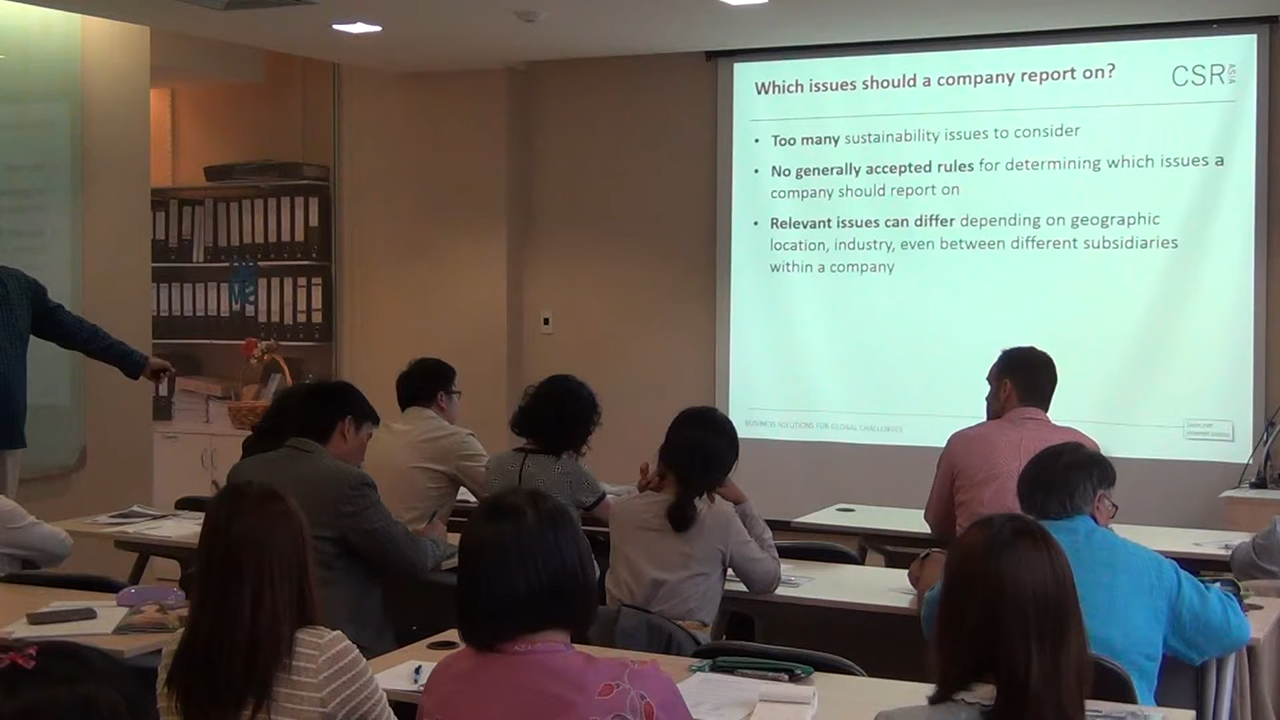 Which issues should a company report on?
CSR ASIA
• Too many sustainability issues to consider
• No generally accepted rules for determining which issues a
company should report on
• Relevant issues can differ depending on geographic
location, industry, even between different subsidiaries
within a company
BUSINESS SOLUTIONS FOR GLOBAL CHALLENGES